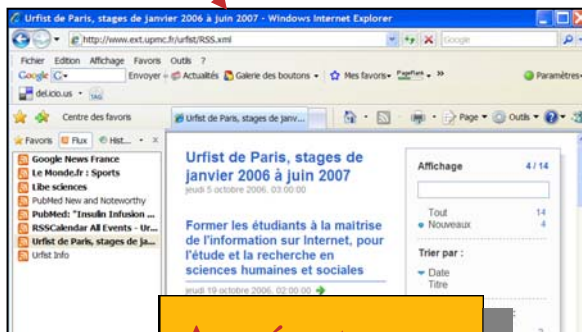 Urfist de Paris, stages de janvier 2006 à juin 2007 - Windows Internet Explorer
http://www.ext.upmc.fr/urfist/RSS.xml
Google
Fichier Edition Affichage Favoris Outils ?
Google G Envoyer Actualités Galerie des boutons Mes favoris PageRank » Paramètres
del.icio.us TAG
Centre des favoris Urfist de Paris, stages de janv... Page Outils
Favoris Flux Hist...
Google News France
Le Monde.fr : Sports
Libe sciences
PubMed New and Noteworthy
PubMed: "Insulin Infusion ...
RSSCalendar All Events - Ur...
Urfist de Paris, stages de ja...
Urfist Info
Urfist de Paris, stages de
janvier 2006 à juin 2007
jeudi 5 octobre 2006, 03:00:00
Former les étudiants à la maitrise
de l'information sur Internet, pour
l'étude et la recherche en
sciences humaines et sociales
jeudi 19 octobre 2006, 02:00:00
Affichage 4 / 14
Tout 14
Nouveaux 4
Trier par :
Date
Titre